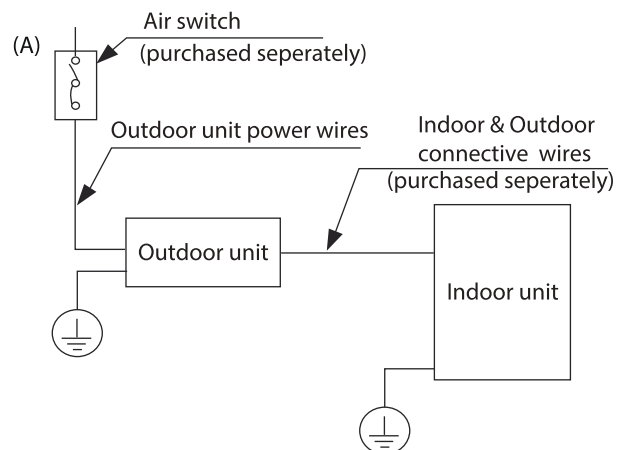 (A)
Air switch
(purchased seperately)
Outdoor unit power wires
Indoor & Outdoor
connective wires
(purchased seperately)
Outdoor unit
Indoor unit